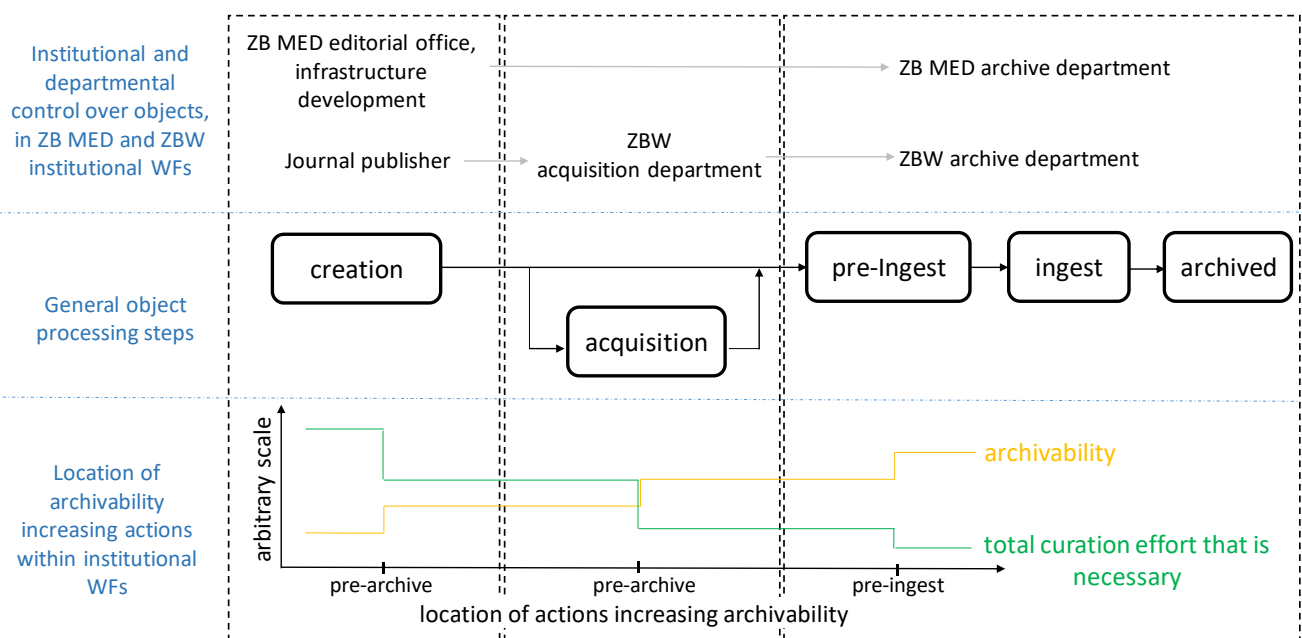 Institutional and
departmental
control over objects,
in ZB MED and ZBW
institutional WFs
ZB MED editorial office,
infrastructure
development
ZB MED archive department
Journal publisher
ZBW
acquisition department
ZBW archive department
General object
processing steps
creation
acquisition
pre-Ingest
ingest
archived
Location of
archivability
increasing actions
within institutional
WFs
arbitrary scale
archivability
total curation effort that is
necessary
pre-archive
pre-archive
pre-ingest
location of actions increasing archivability